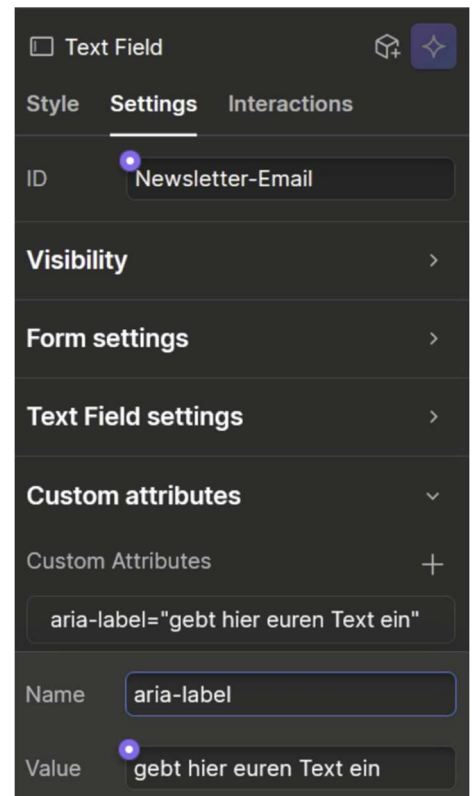 Text Field
Style Settings Interactions
ID Newsletter-Email
Visibility
Form settings
Text Field settings
Custom attributes
Custom Attributes
aria-label="gebt hier euren Text ein"
Name aria-label
Value gebt hier euren Text ein